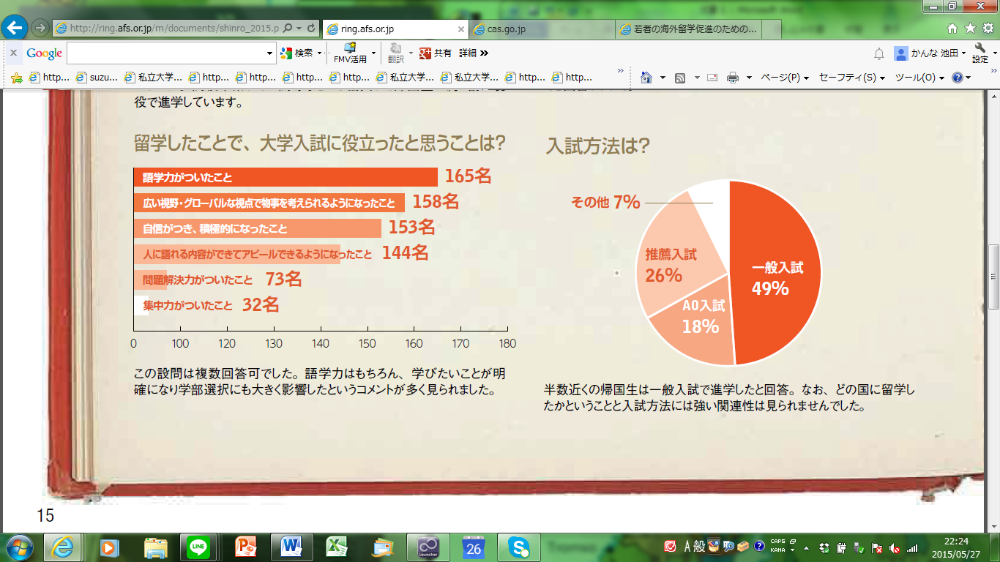 http://ring.afs.or.jp/m/documents/shinro_2015.p
ring.afs.or.jp
cas.go.jp
若者の海外留学促進のための...
Google
検索
FMV活用
翻訳
共有
詳細 »
かんな 池田
設定
http...
suzu...
私立大学...
http...
http...
http...
http...
私立大学...
私立大学...
http...
http...
ページ(P)
セーフティ(S)
ツール(O)
役で進学しています。
留学したことで、大学入試に役立ったと思うことは?
語学力がついたこと 165名
広い視野・グローバルな視点で物事を考えられるようになったこと 158名
自信がつき、積極的になったこと 153名
人に語れる内容ができてアピールできるようになったこと 144名
問題解決力がついたこと 73名
集中力がついたこと 32名
0 100 110 120 130 140 150 160 170 180
この設問は複数回答可でした。語学力はもちろん、学びたいことが明
確になり学部選択にも大きく影響したというコメントが多く見られました。
入試方法は?
その他 7%
推薦入試
26%
一般入試
49%
AO入試
18%
半数近くの帰国生は一般入試で進学したと回答。なお、どの国に留学し
たかということと入試方法には強い関連性は見られませんでした。
15
LINE
launcher
26
A 般
CAPS
KANA
22:24
2015/05/27